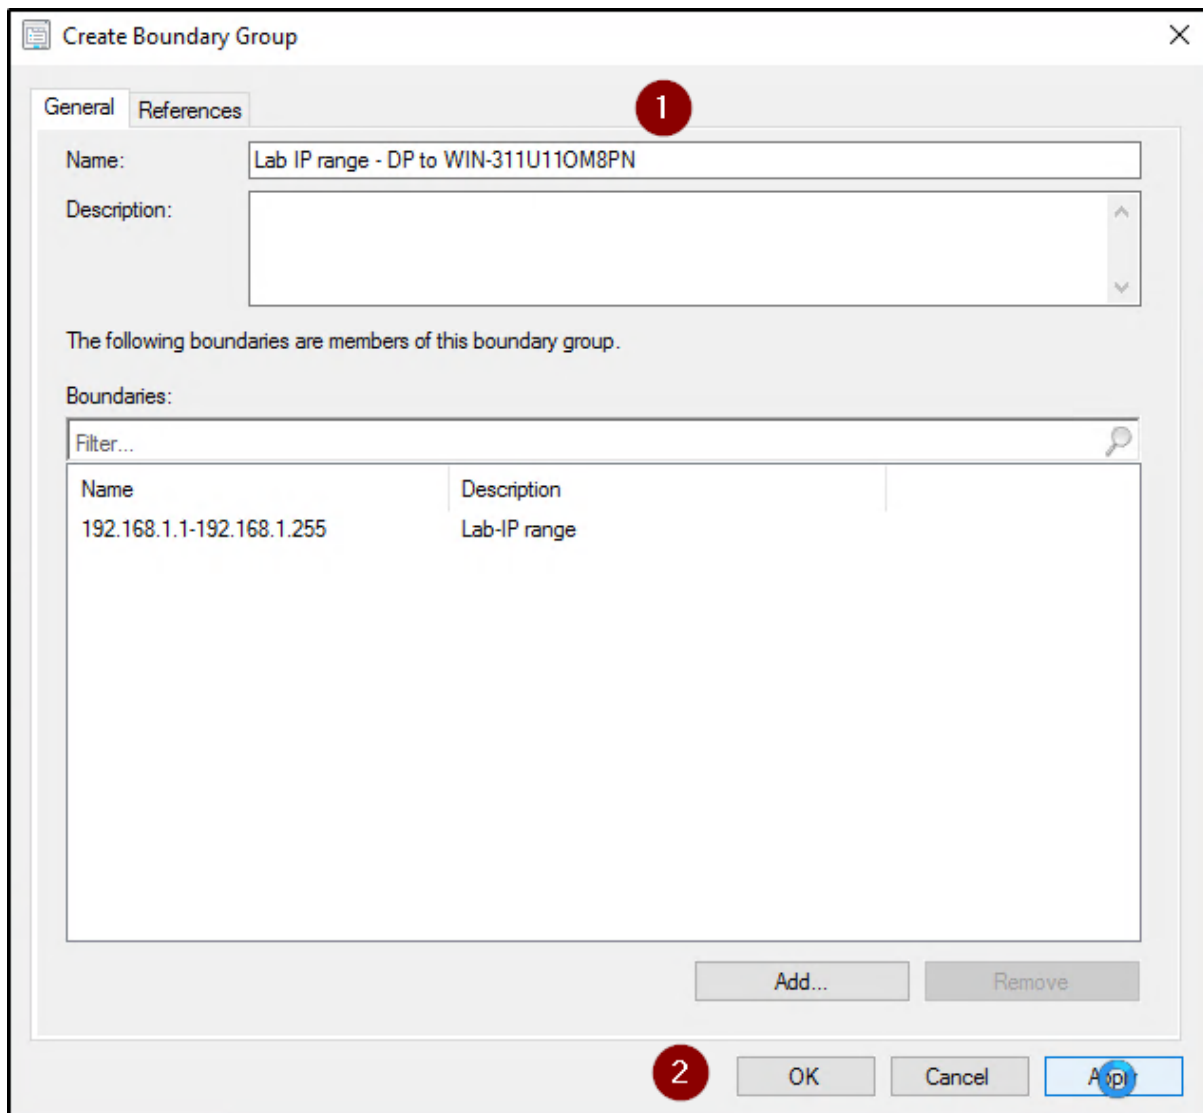 Create Boundary Group
General References
1
Name: Lab IP range - DP to WIN-311U11OM8PN
Description:
The following boundaries are members of this boundary group.
Boundaries:
Filter...
Name Description
192.168.1.1-192.168.1.255 Lab-IP range
Add... Remove
2 OK Cancel Apply